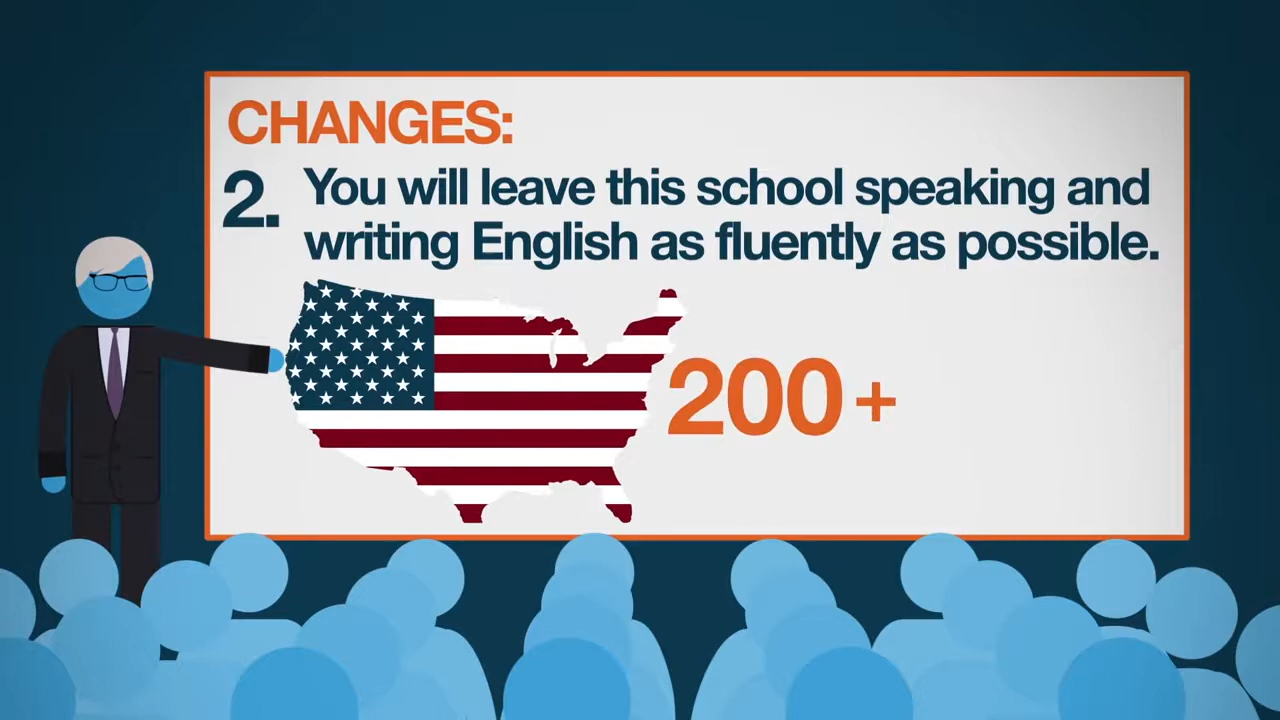 CHANGES:
2. You will leave this school speaking and
writing English as fluently as possible.
200+